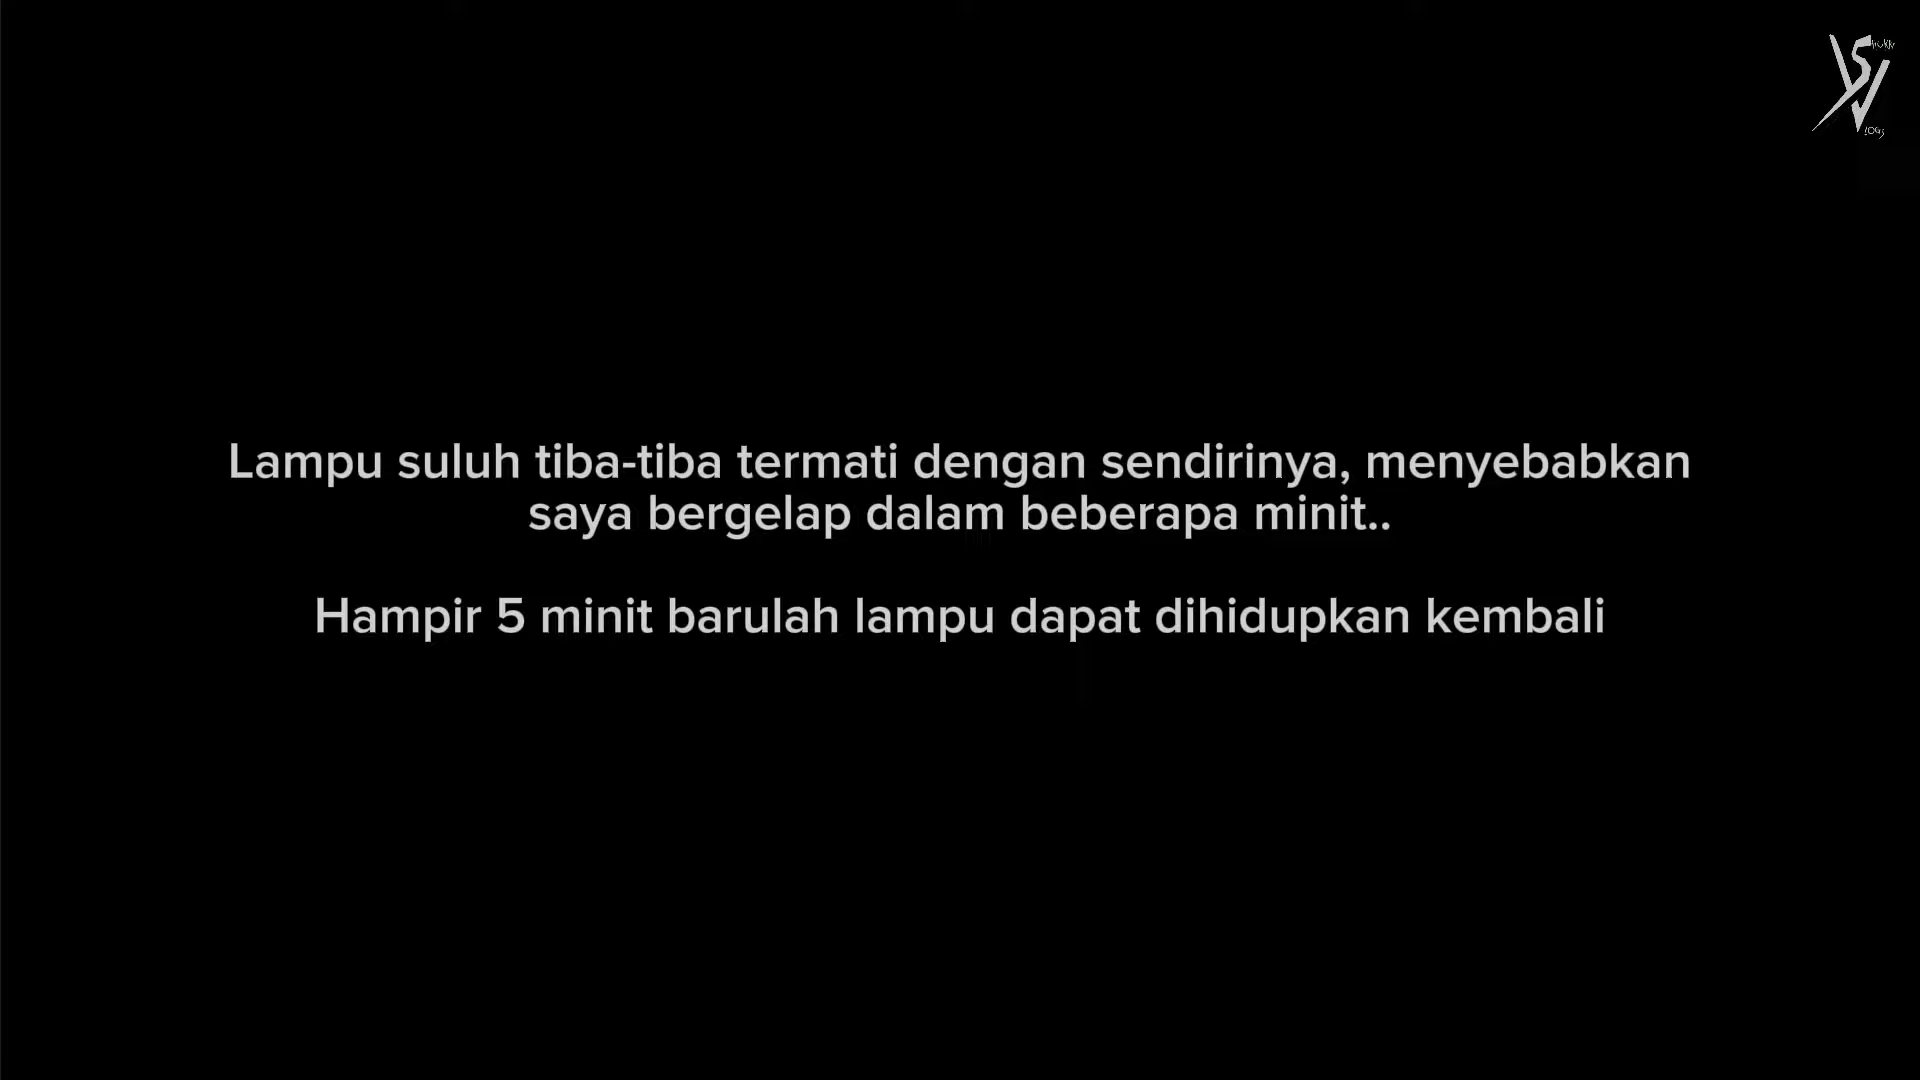 Lampu suluh tiba-tiba termati dengan sendirinya, menyebabkan
saya bergelap dalam beberapa minit..
Hampir 5 minit barulah lampu dapat dihidupkan kembali